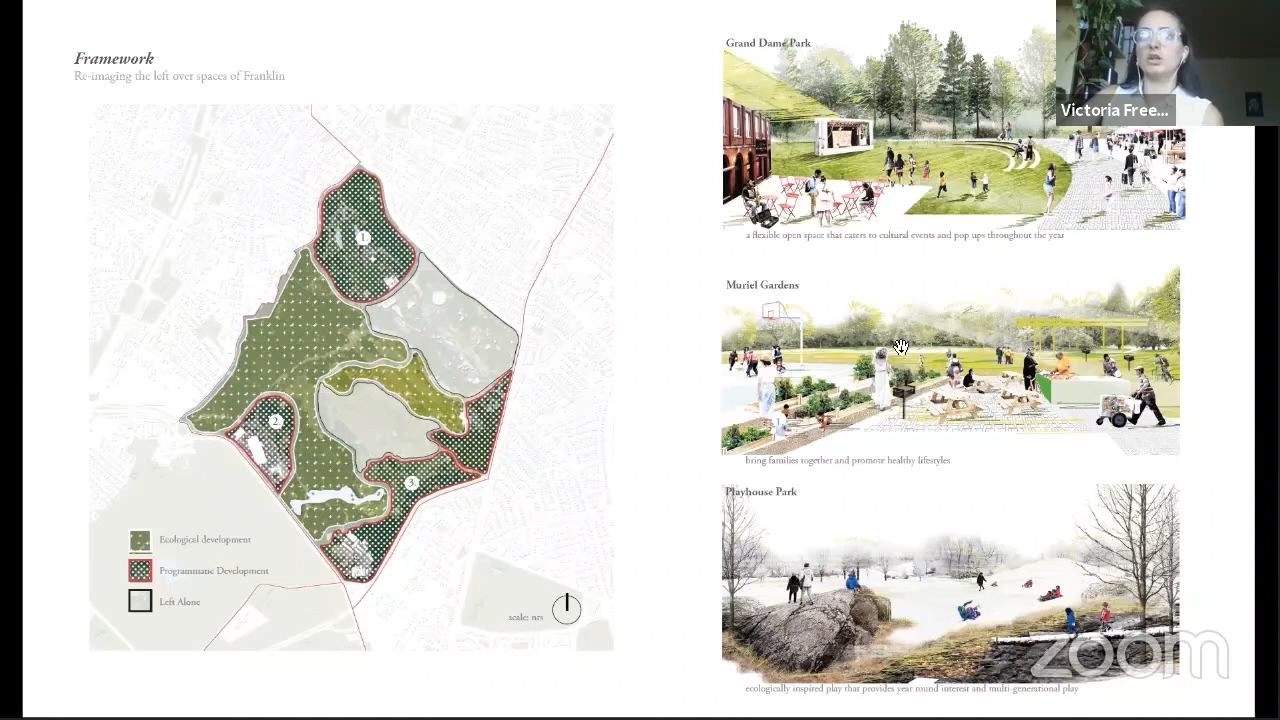 Framework
Re-imaging the left over spaces of Franklin
1
2
3
Ecological development
Programmatic Development
Left Alone
scale: nts
Grand Dame Park
a flexible open space that caters to cultural events and pop ups throughout the year
Muriel Gardens
bring families together and promote healthy lifestyles
Playhouse Park
ecologically inspired play that provides year round interest and multi-generational play
Victoria Free...
zoom